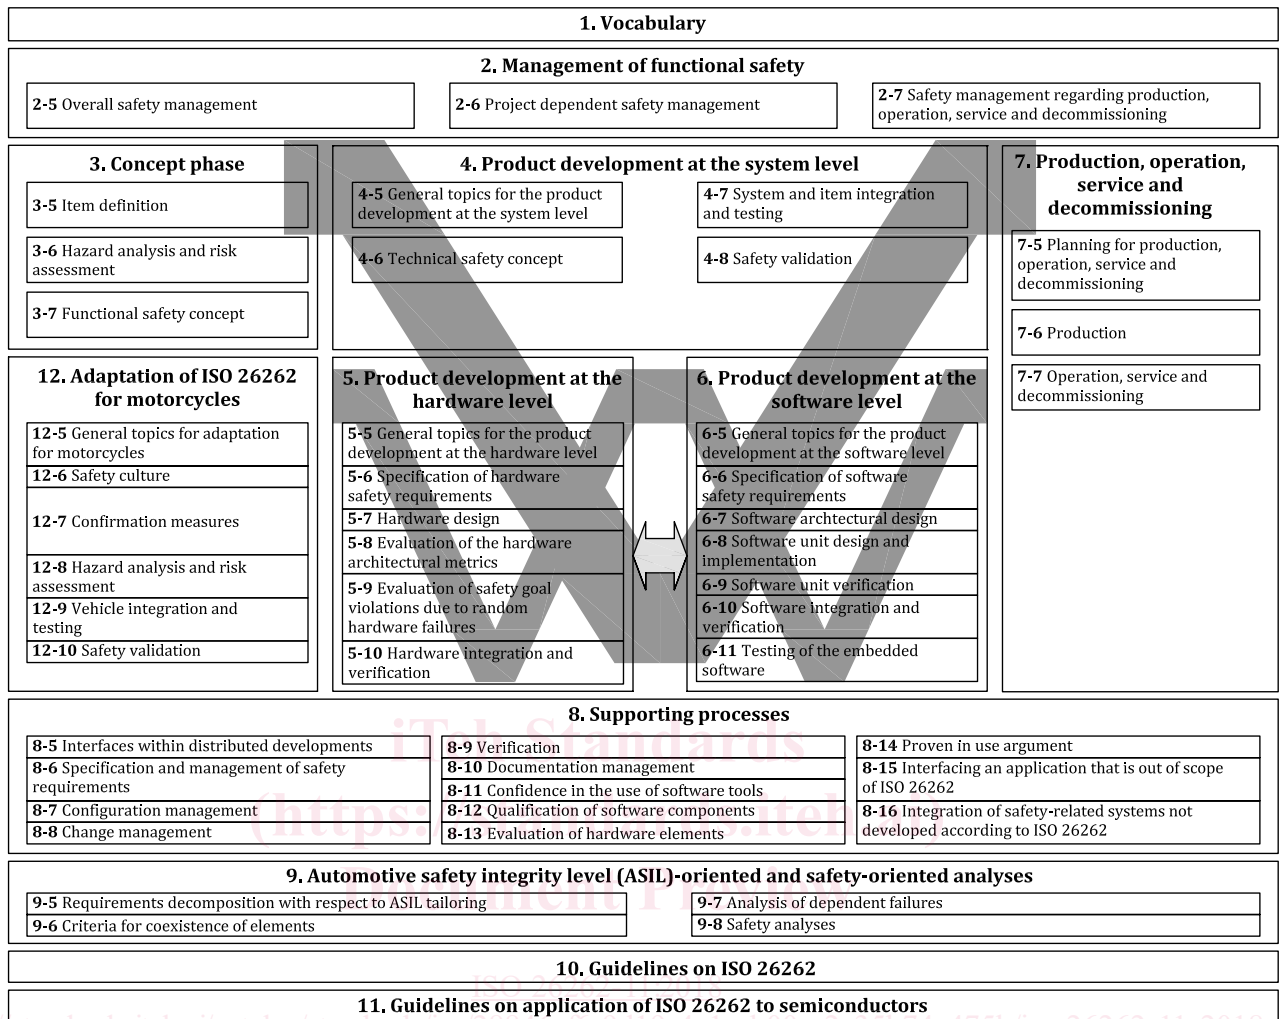 1. Vocabulary
2. Management of functional safety
2-5 Overall safety management
2-6 Project dependent safety management
2-7 Safety management regarding production,
operation, service and decommissioning
3. Concept phase
3-5 Item definition
3-6 Hazard analysis and risk
assessment
3-7 Functional safety concept
4. Product development at the system level
4-5 General topics for the product
development at the system level
4-6 Technical safety concept
4-7 System and item integration
and testing
4-8 Safety validation
7. Production, operation,
service and
decommissioning
7-5 Planning for production,
operation, service and
decommissioning
7-6 Production
7-7 Operation, service and
decommissioning
12. Adaptation of ISO 26262
for motorcycles
12-5 General topics for adaptation
for motorcycles
12-6 Safety culture
12-7 Confirmation measures
12-8 Hazard analysis and risk
assessment
12-9 Vehicle integration and
testing
12-10 Safety validation
5. Product development at the
hardware level
5-5 General topics for the product
development at the hardware level
5-6 Specification of hardware
safety requirements
5-7 Hardware design
5-8 Evaluation of the hardware
architectural metrics
5-9 Evaluation of safety goal
violations due to random
hardware failures
5-10 Hardware integration and
verification
6. Product development at the
software level
6-5 General topics for the product
development at the software level
6-6 Specification of software
safety requirements
6-7 Software archtectural design
6-8 Software unit design and
implementation
6-9 Software unit verification
6-10 Software integration and
verification
6-11 Testing of the embedded
software
8. Supporting processes
8-5 Interfaces within distributed developments
8-6 Specification and management of safety
requirements
8-7 Configuration management
8-8 Change management
8-9 Verification
8-10 Documentation management
8-11 Confidence in the use of software tools
8-12 Qualification of software components
8-13 Evaluation of hardware elements
8-14 Proven in use argument
8-15 Interfacing an application that is out of scope
of ISO 26262
8-16 Integration of safety-related systems not
developed according to ISO 26262
iTeh Standards
(https://standards.iteh.ai)
Document Preview
9. Automotive safety integrity level (ASIL)-oriented and safety-oriented analyses
9-5 Requirements decomposition with respect to ASIL tailoring
9-6 Criteria for coexistence of elements
9-7 Analysis of dependent failures
9-8 Safety analyses
10. Guidelines on ISO 26262
ISO 26262-11:2018
11. Guidelines on application of ISO 26262 to semiconductors